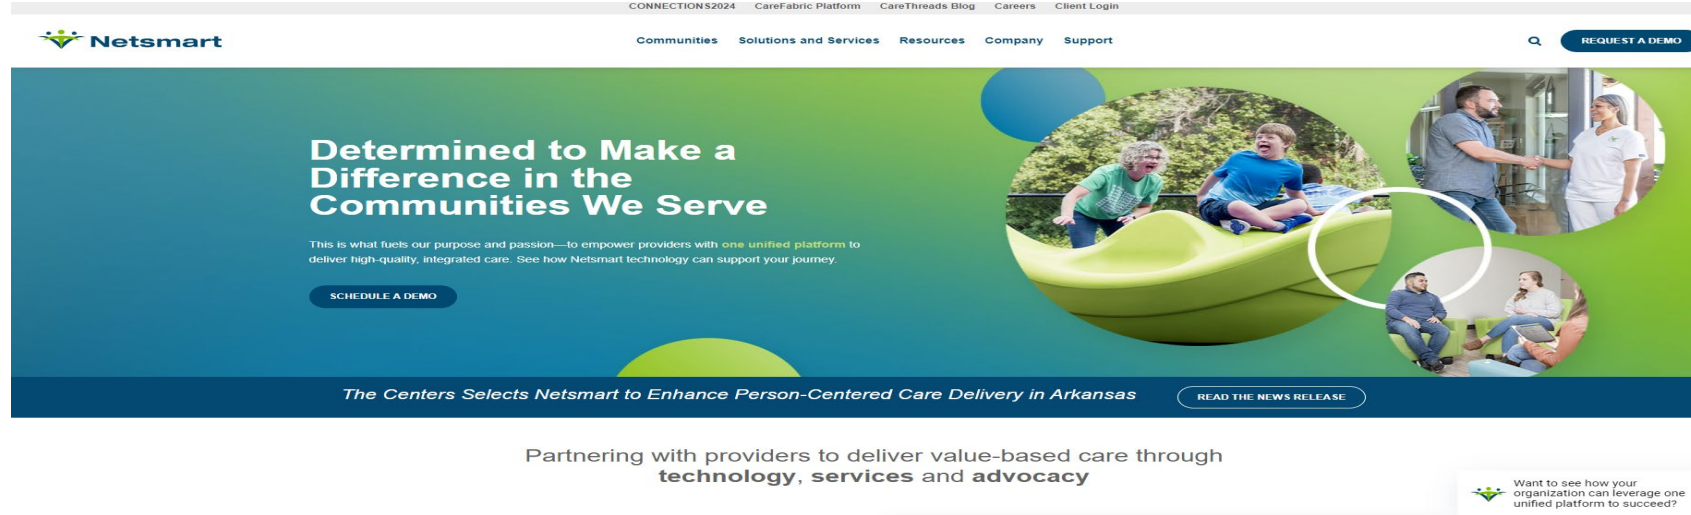 CONNECTIONS2024 CareFabric Platform CareThreads Blog Careers Client Login
Netsmart
Communities Solutions and Services Resources Company Support
REQUEST A DEMO
Determined to Make a
Difference in the
Communities We Serve
This is what fuels our purpose and passion—to empower providers with one unified platform to
deliver high-quality, integrated care. See how Netsmart technology can support your journey.
SCHEDULE A DEMO
The Centers Selects Netsmart to Enhance Person-Centered Care Delivery in Arkansas
READ THE NEWS RELEASE
Partnering with providers to deliver value-based care through
technology, services and advocacy
Want to see how your
organization can leverage one
unified platform to succeed?